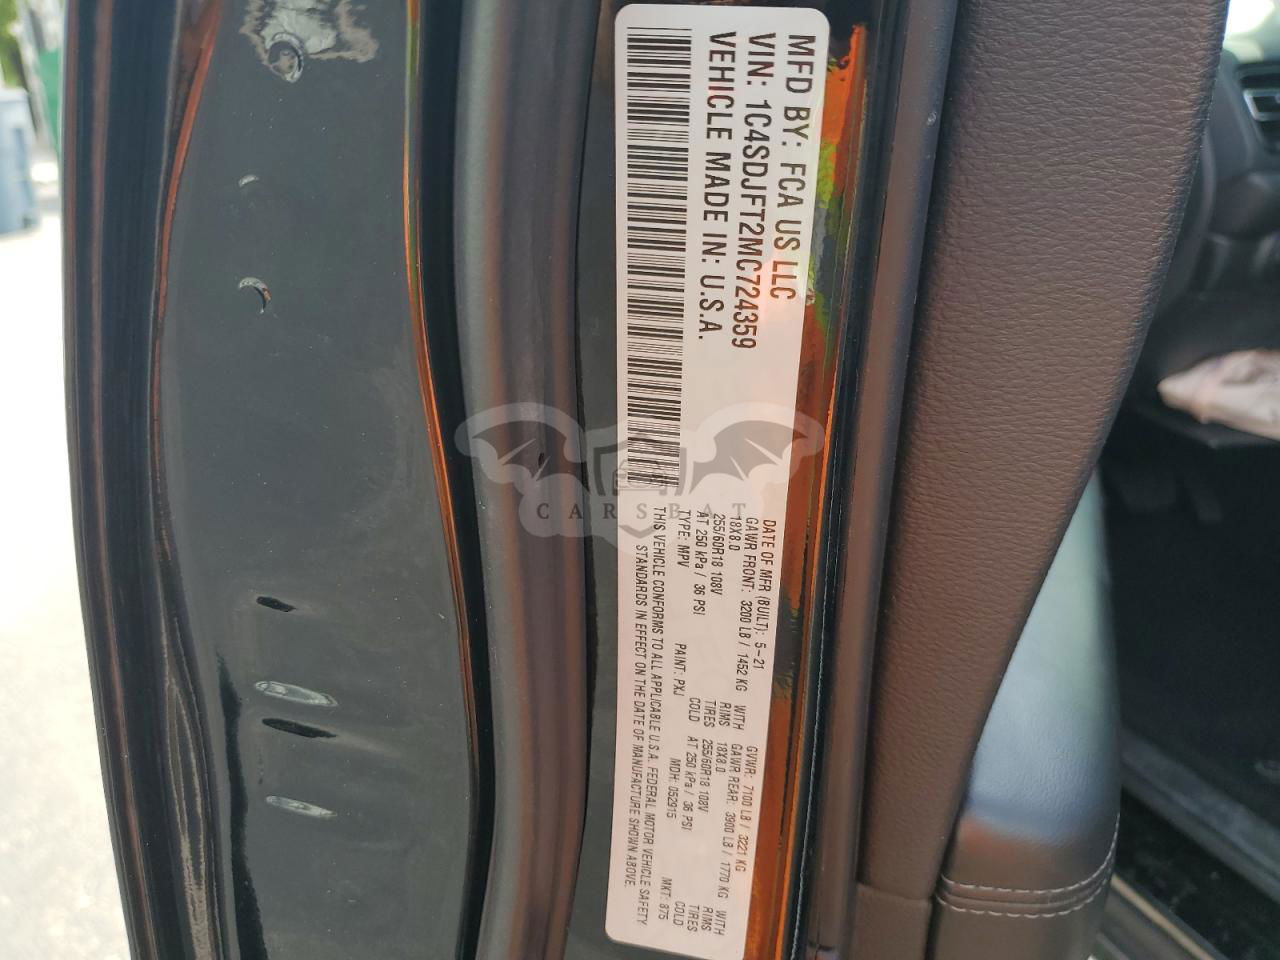 MFD BY: FCA US LLC
VIN: 1C4SDJFT2MC724359
VEHICLE MADE IN: U.S.A.
DATE OF MFR (BUILT): 5-21 GVWR: 7100 LB / 3221 KG
GAWR FRONT: 3200 LB / 1452 KG WITH GAWR REAR: 3900 LB / 1770 KG WITH
18X8.0 RIMS 18X8.0 RIMS
255/60R18 108V TIRES 255/60R18 108V TIRES
AT 250 kPa / 36 PSI COLD AT 250 kPa / 36 PSI COLD
TYPE: MPV PAINT: PXJ MDH: 052915 MKT: 875
THIS VEHICLE CONFORMS TO ALL APPLICABLE U.S.A. FEDERAL MOTOR VEHICLE SAFETY
STANDARDS IN EFFECT ON THE DATE OF MANUFACTURE SHOWN ABOVE.
CARSBAT